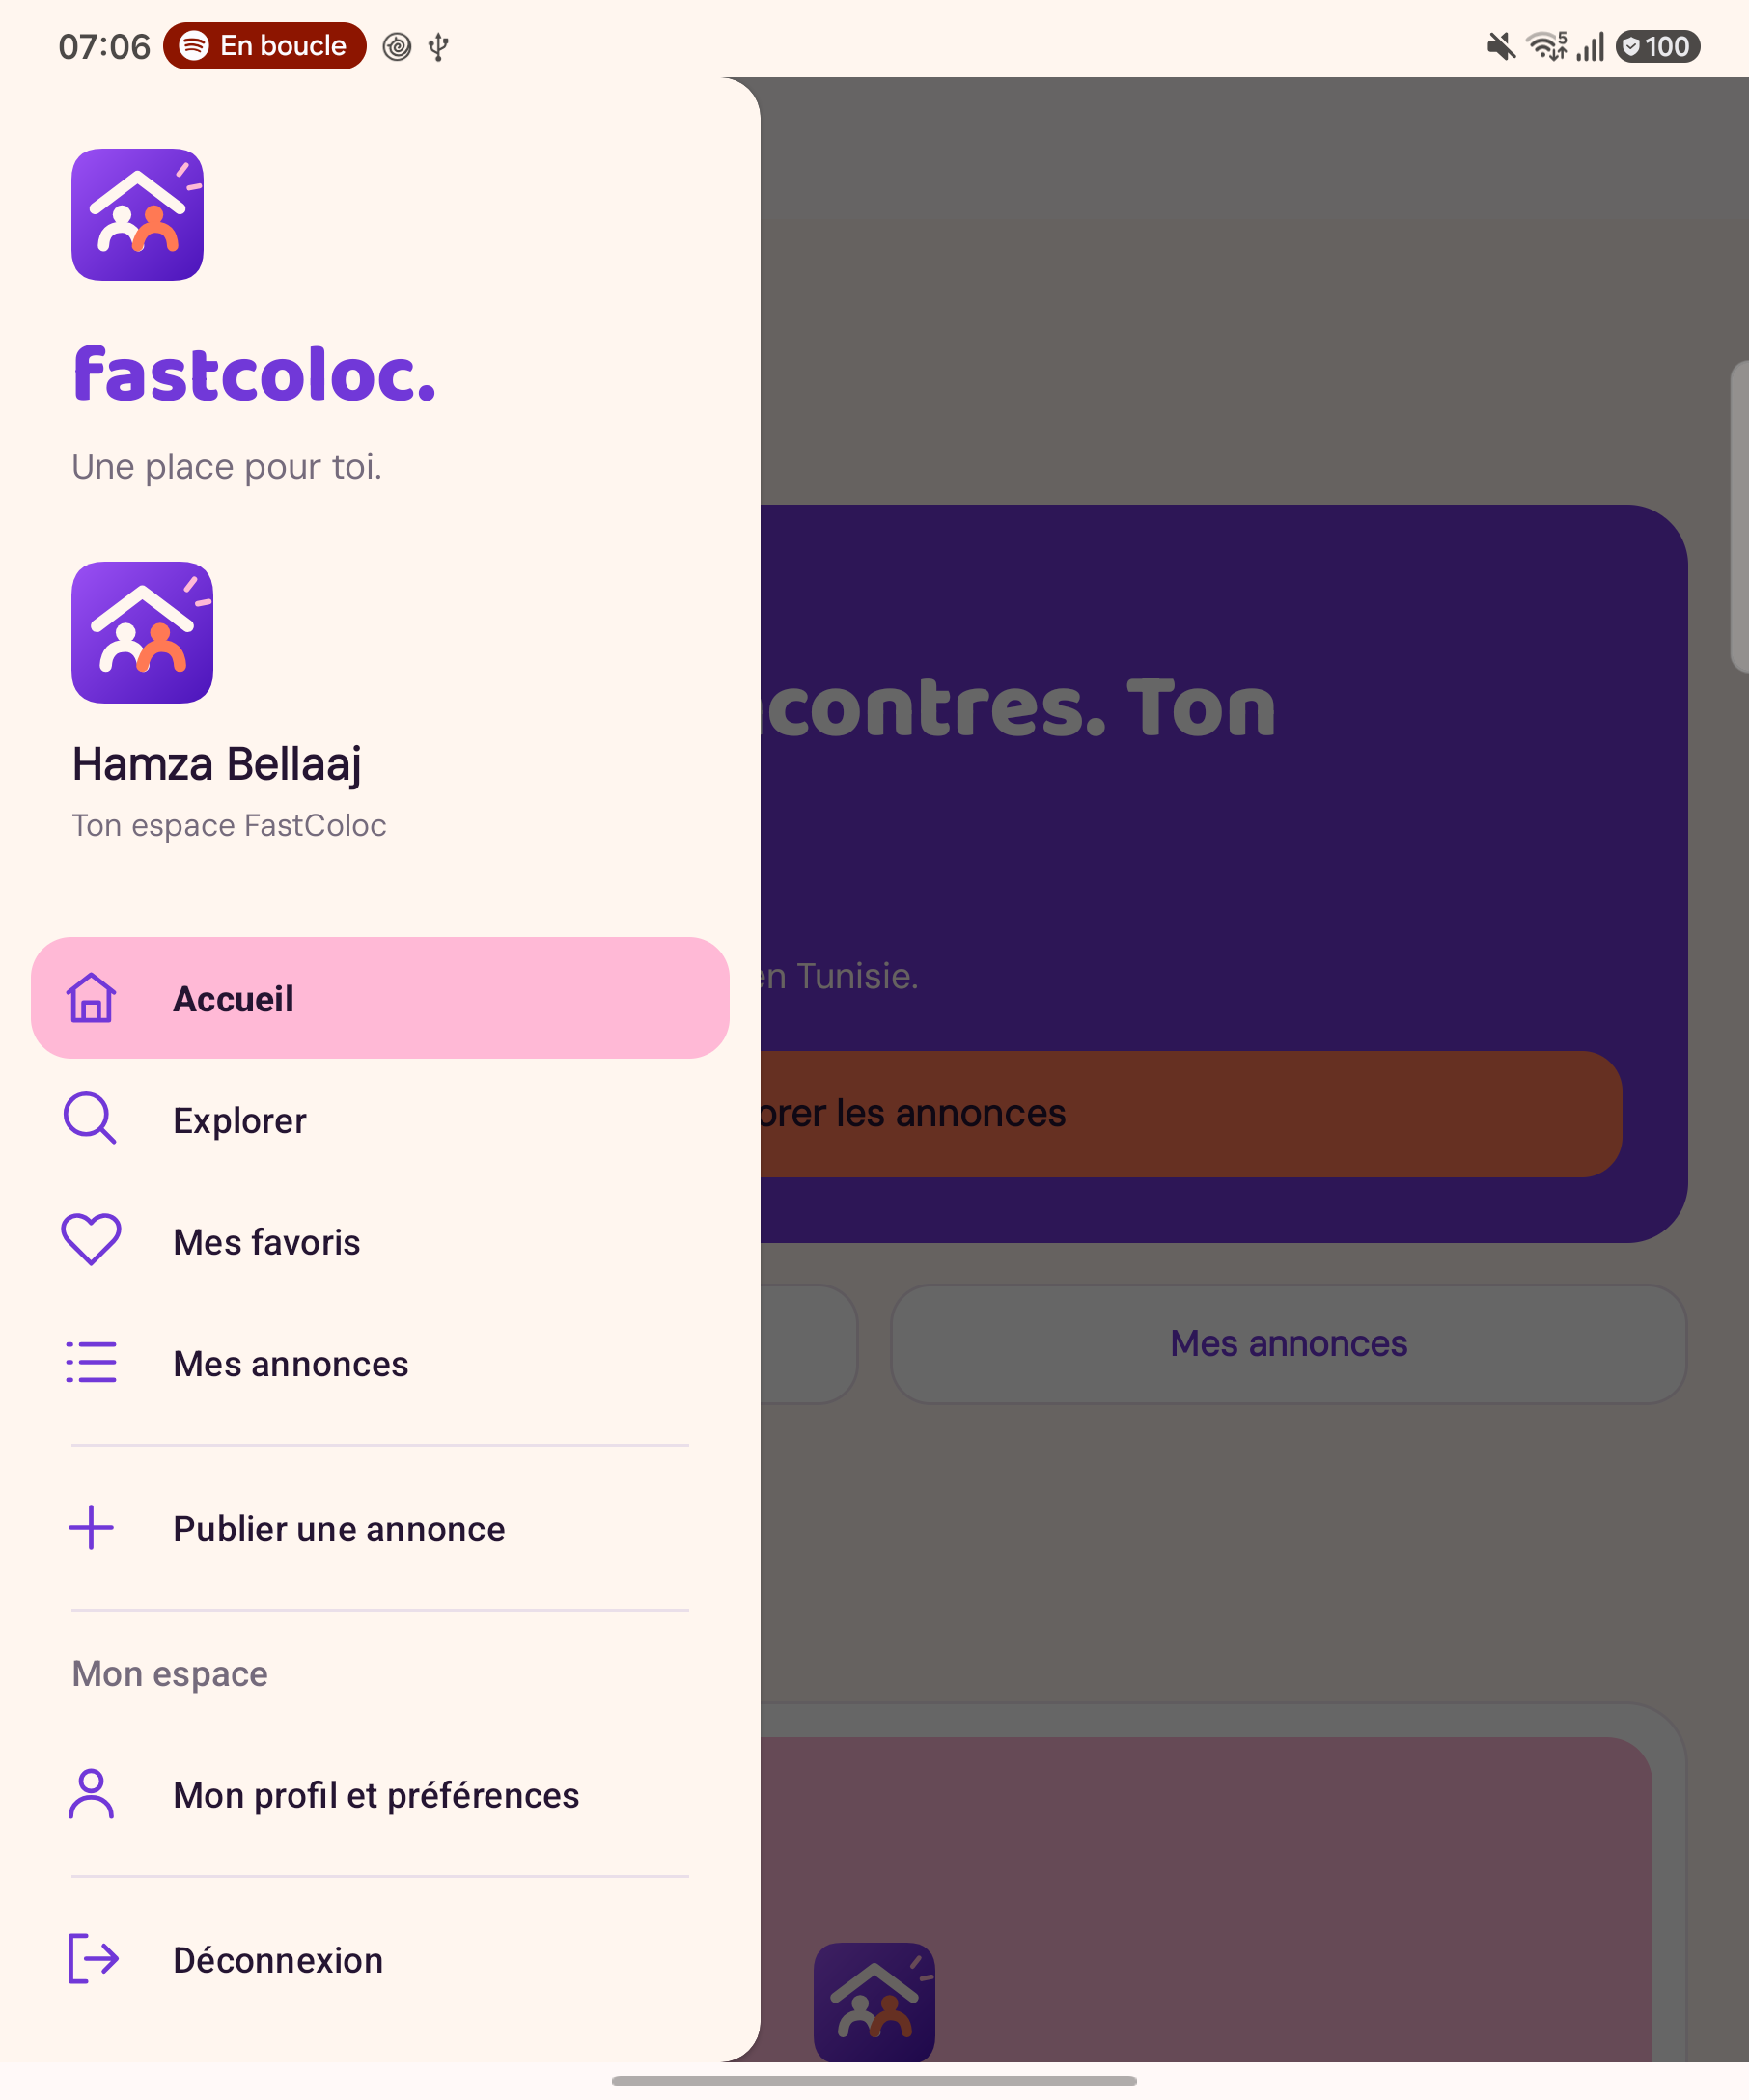 07:06 En boucle 5 100
fastcoloc.
Une place pour toi.
Hamza Bellaaj
Ton espace FastColoc
Accueil
Explorer
Mes favoris
Mes annonces
Publier une annonce
Mon espace
Mon profil et préférences
Déconnexion
contres. Ton
en Tunisie.
orer les annonces
Mes annonces